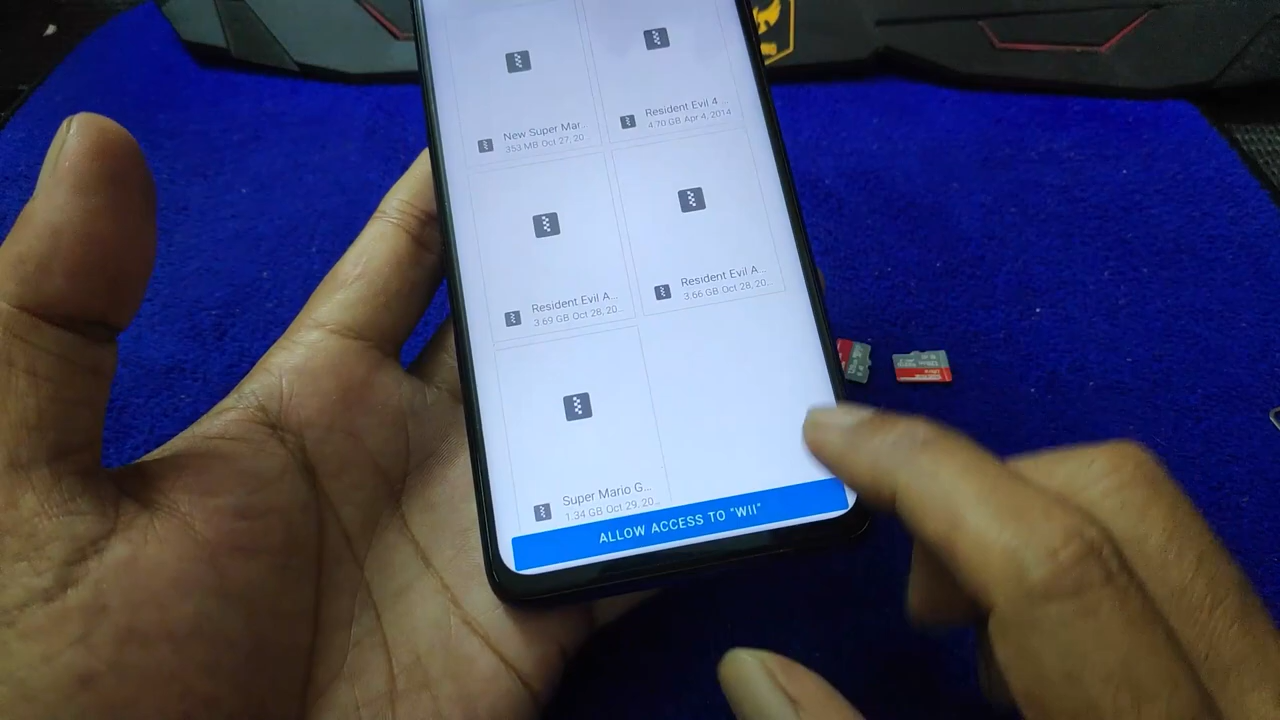 New Super Mar...
353 MB Oct 27, 20...
Resident Evil 4 ...
4.70 GB Apr 4, 2014
Resident Evil A...
3.69 GB Oct 28, 20...
Resident Evil A...
3.66 GB Oct 28, 20...
Super Mario G...
1.34 GB Oct 29, 20...
ALLOW ACCESS TO "WII"